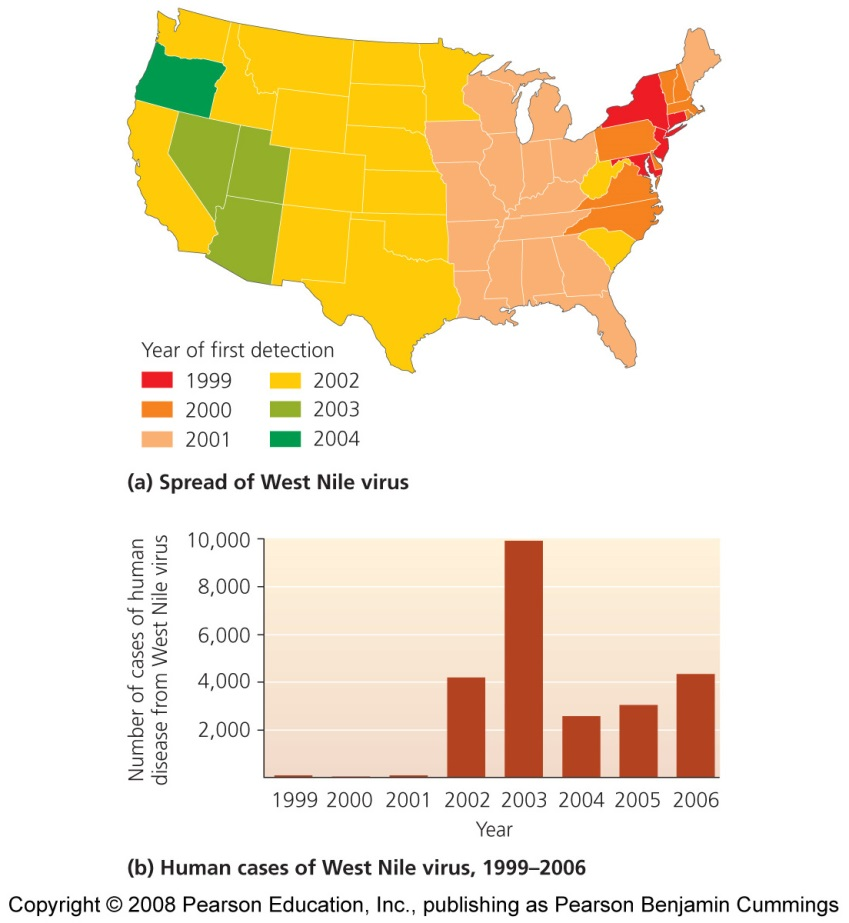 Year of first detection
1999 2002
2000 2003
2001 2004
(a) Spread of West Nile virus
Number of cases of human
disease from West Nile virus
10,000
8,000
6,000
4,000
2,000
1999 2000 2001 2002 2003 2004 2005 2006
Year
(b) Human cases of West Nile virus, 1999–2006
Copyright © 2008 Pearson Education, Inc., publishing as Pearson Benjamin Cummings